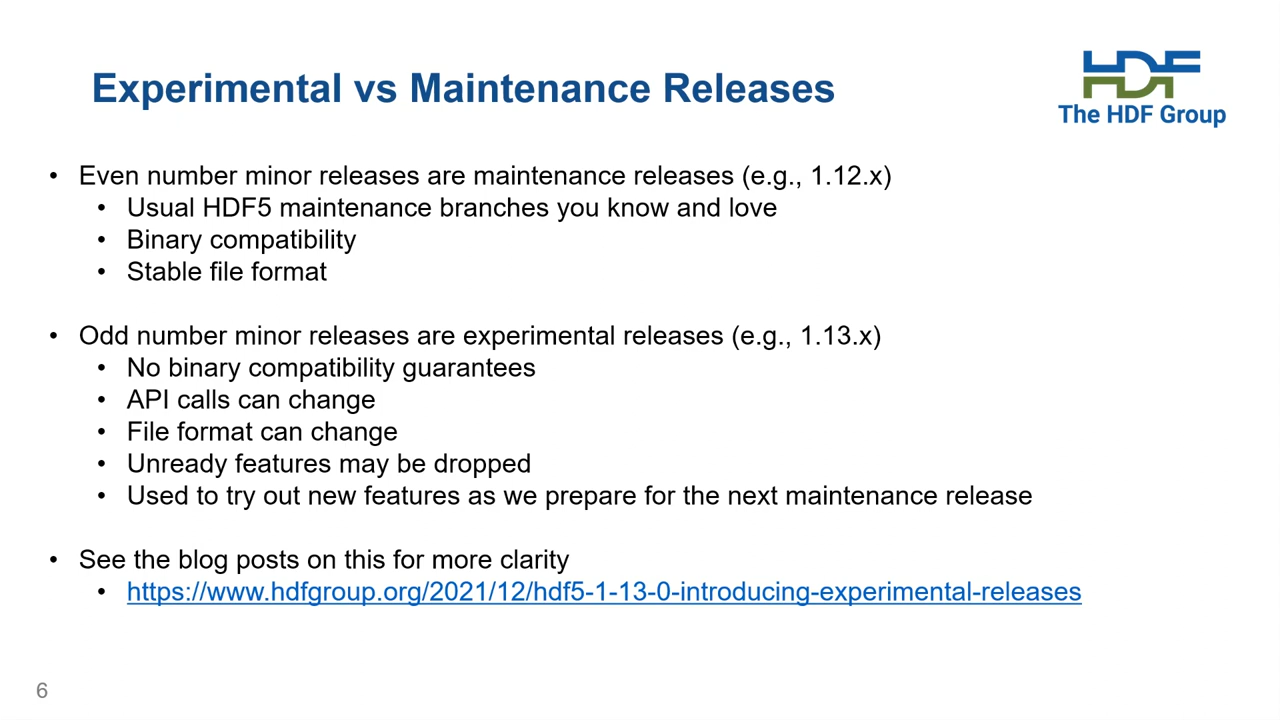 Experimental vs Maintenance Releases
HDF
The HDF Group
• Even number minor releases are maintenance releases (e.g., 1.12.x)
• Usual HDF5 maintenance branches you know and love
• Binary compatibility
• Stable file format
• Odd number minor releases are experimental releases (e.g., 1.13.x)
• No binary compatibility guarantees
• API calls can change
• File format can change
• Unready features may be dropped
• Used to try out new features as we prepare for the next maintenance release
• See the blog posts on this for more clarity
• https://www.hdfgroup.org/2021/12/hdf5-1-13-0-introducing-experimental-releases
6